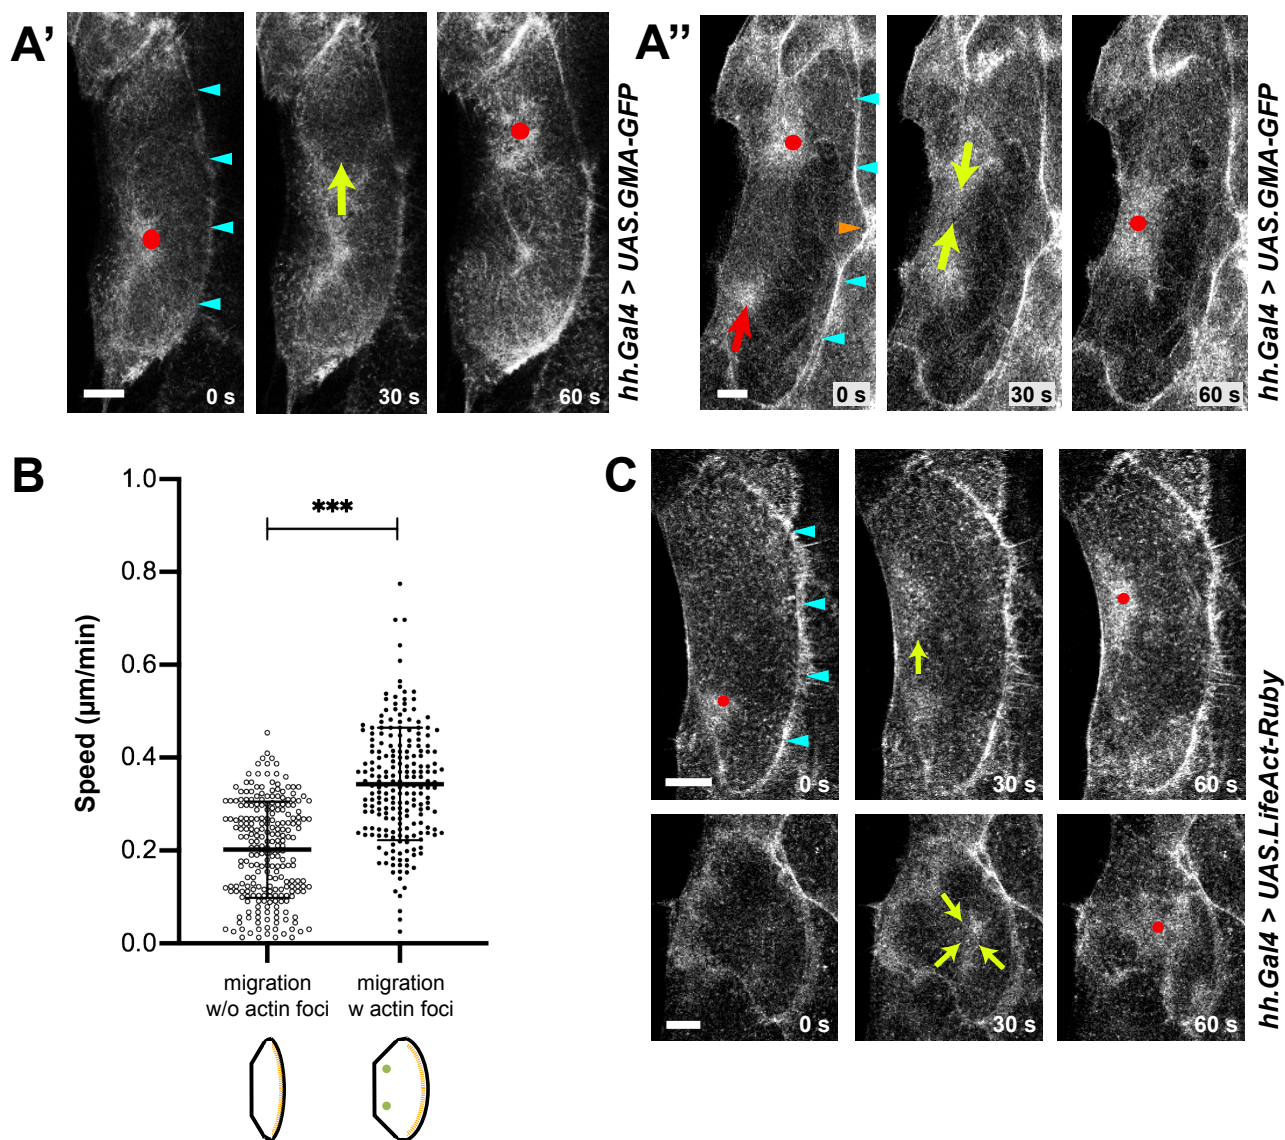 A'
0 s
30 s
60 s
hh.Gal4 > UAS.GMA-GFP
A''
0 s
30 s
60 s
hh.Gal4 > UAS.GMA-GFP
B
Speed (µm/min)
1.0
0.8
0.6
0.4
0.2
0.0
***
migration
w/o actin foci
migration
w actin foci
C
0 s
30 s
60 s
0 s
30 s
60 s
hh.Gal4 > UAS.LifeAct-Ruby